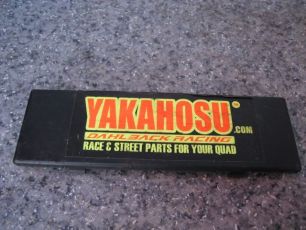 YAKAHOSU.COM
DAHLBACK RACING
RACE & STREET PARTS FOR YOUR QUAD